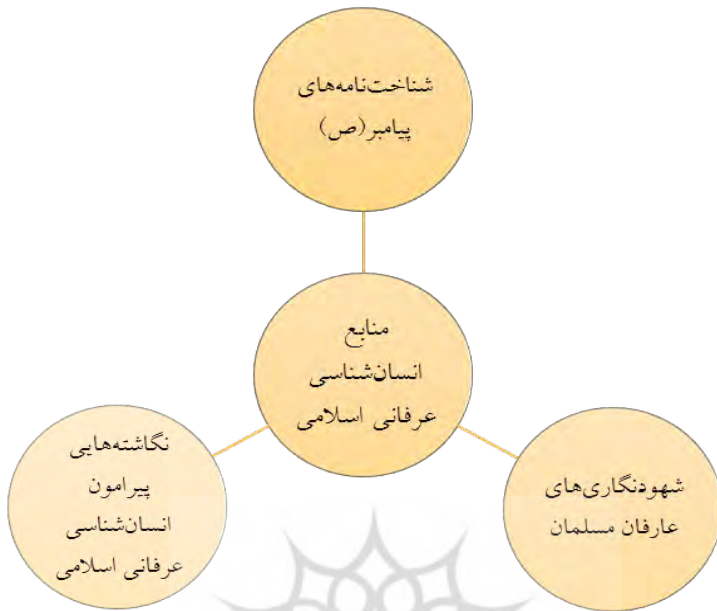 شناخت‌نامه‌های
پیامبر(ص)
منابع
انسان‌شناسی
عرفانی اسلامی
شهودنگاری‌های
عارفان مسلمان
نگاشته‌هایی
پیرامون
انسان‌شناسی
عرفانی اسلامی